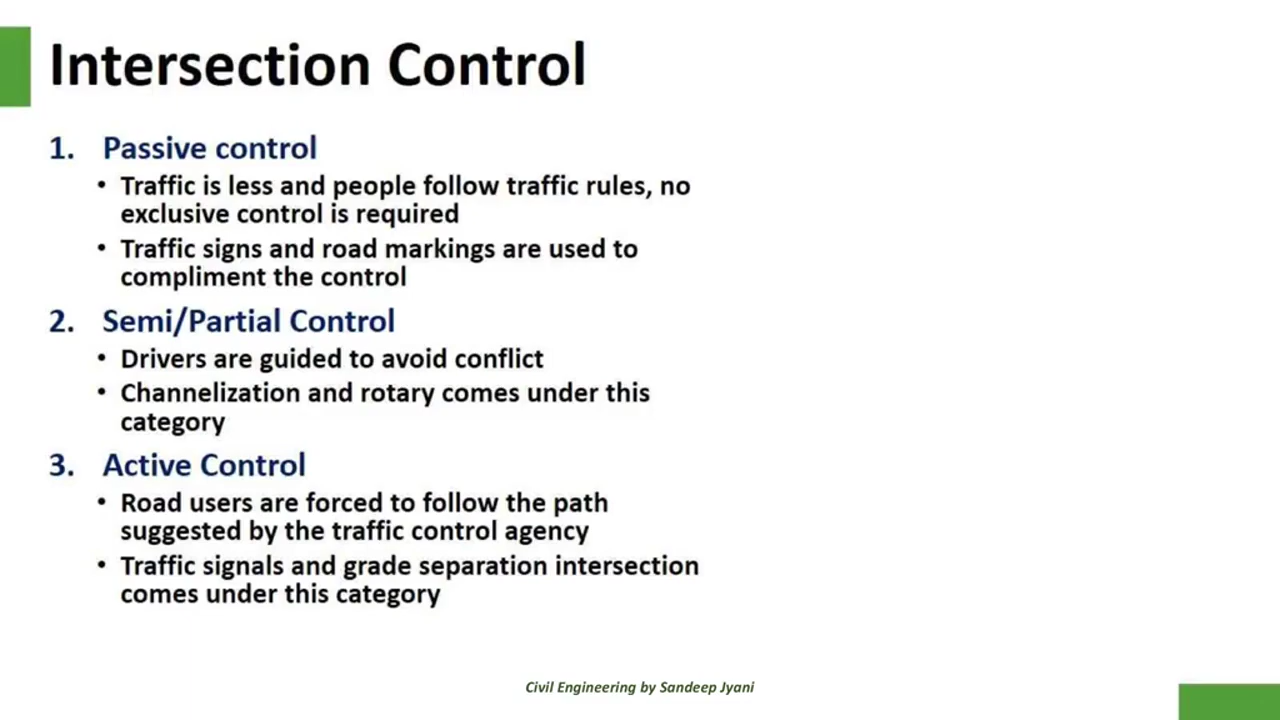 Intersection Control
1. Passive control
• Traffic is less and people follow traffic rules, no
exclusive control is required
• Traffic signs and road markings are used to
compliment the control
2. Semi/Partial Control
• Drivers are guided to avoid conflict
• Channelization and rotary comes under this
category
3. Active Control
• Road users are forced to follow the path
suggested by the traffic control agency
• Traffic signals and grade separation intersection
comes under this category
Civil Engineering by Sandeep Jyani